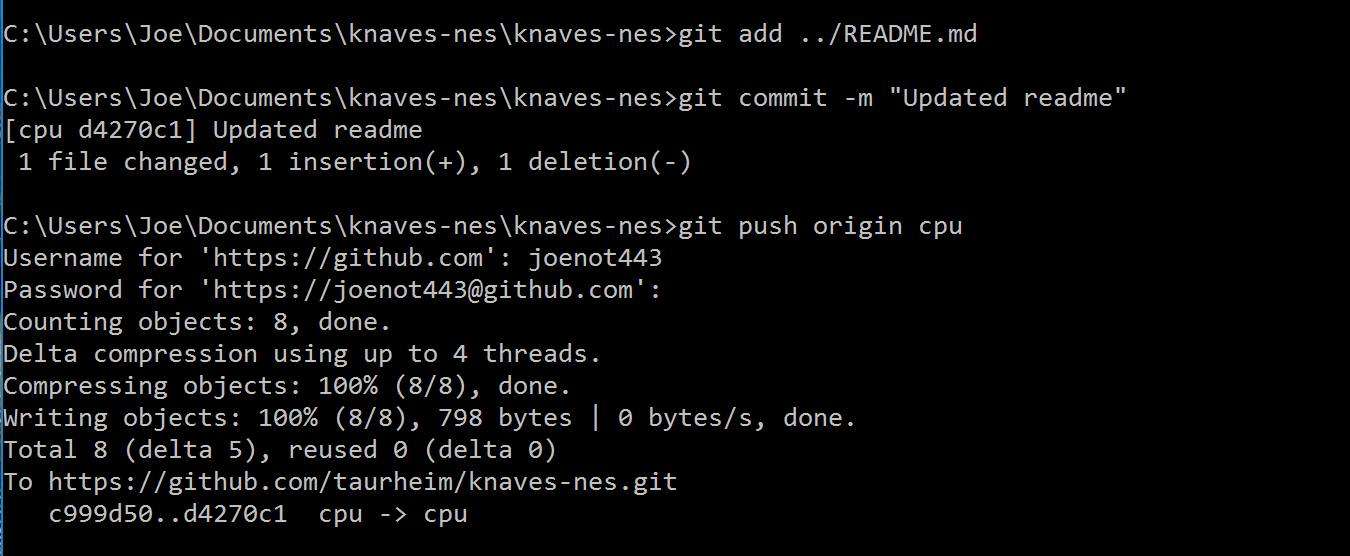 C:\Users\Joe\Documents\knaves-nes\knaves-nes>git add ../README.md
C:\Users\Joe\Documents\knaves-nes\knaves-nes>git commit -m "Updated readme"
[cpu d4270c1] Updated readme
 1 file changed, 1 insertion(+), 1 deletion(-)
C:\Users\Joe\Documents\knaves-nes\knaves-nes>git push origin cpu
Username for 'https://github.com': joenot443
Password for 'https://joenot443@github.com':
Counting objects: 8, done.
Delta compression using up to 4 threads.
Compressing objects: 100% (8/8), done.
Writing objects: 100% (8/8), 798 bytes | 0 bytes/s, done.
Total 8 (delta 5), reused 0 (delta 0)
To https://github.com/taurheim/knaves-nes.git
   c999d50..d4270c1  cpu -> cpu